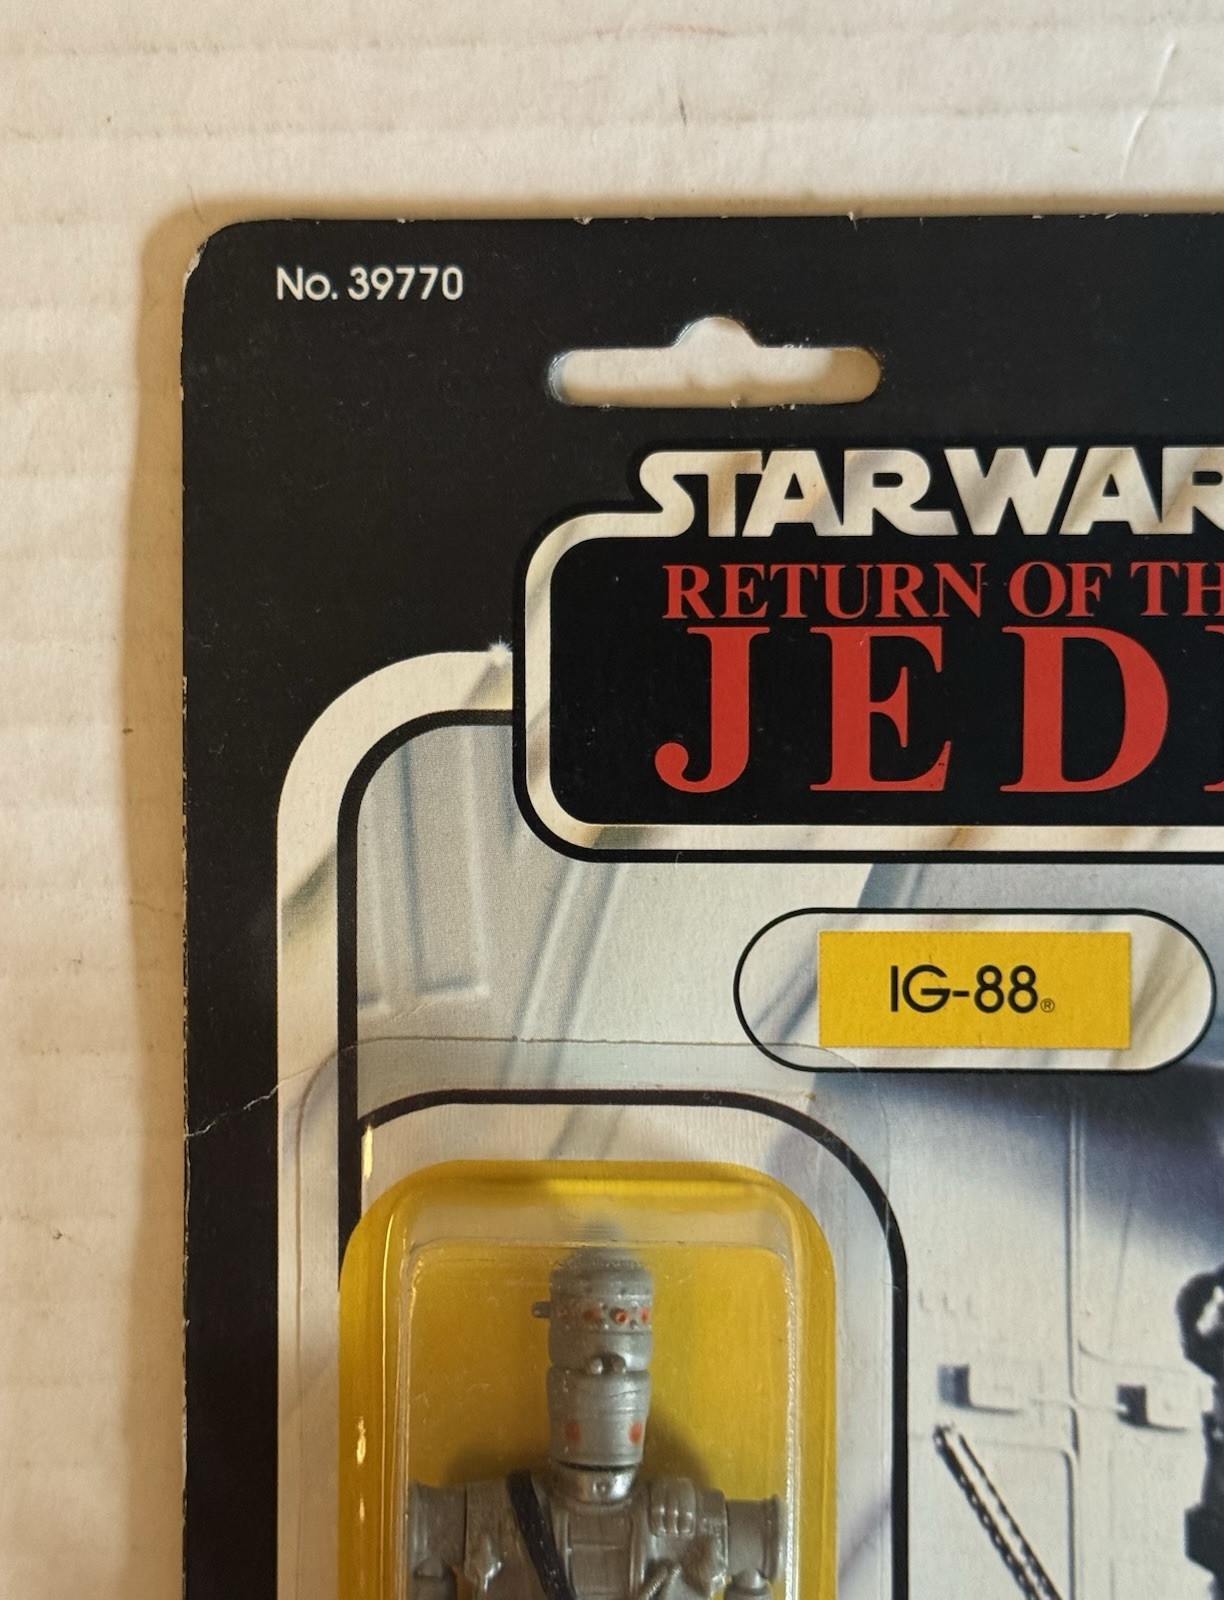 No. 39770
STAR WAR
RETURN OF TH
JED
IG-88®